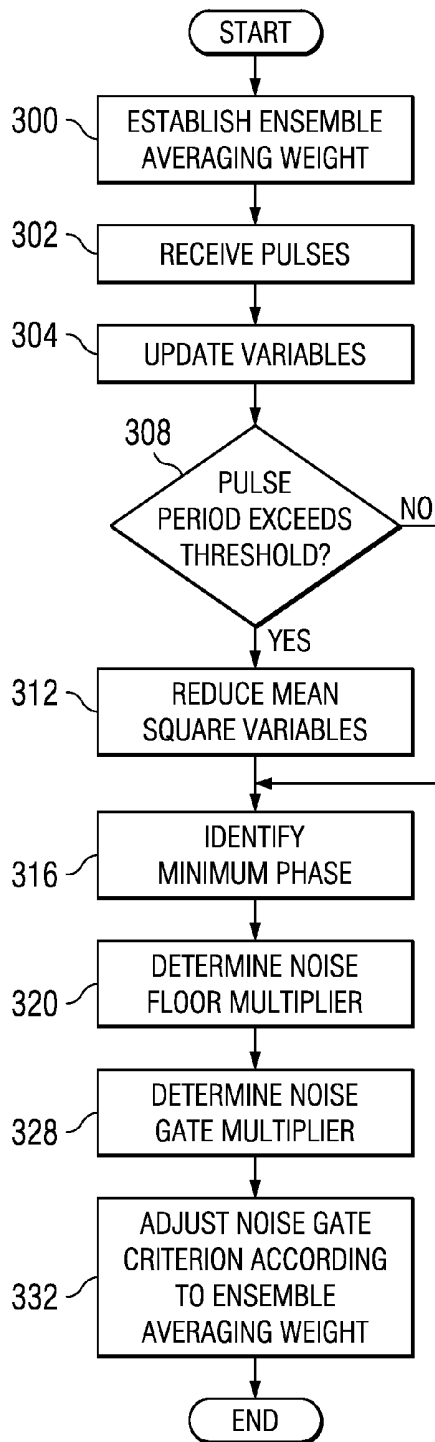 START
300
ESTABLISH ENSEMBLE
AVERAGING WEIGHT
302
RECEIVE PULSES
304
UPDATE VARIABLES
308
PULSE
PERIOD EXCEEDS
THRESHOLD?
NO
YES
312
REDUCE MEAN
SQUARE VARIABLES
316
IDENTIFY
MINIMUM PHASE
320
DETERMINE NOISE
FLOOR MULTIPLIER
328
DETERMINE NOISE
GATE MULTIPLIER
332
ADJUST NOISE GATE
CRITERION ACCORDING
TO ENSEMBLE
AVERAGING WEIGHT
END